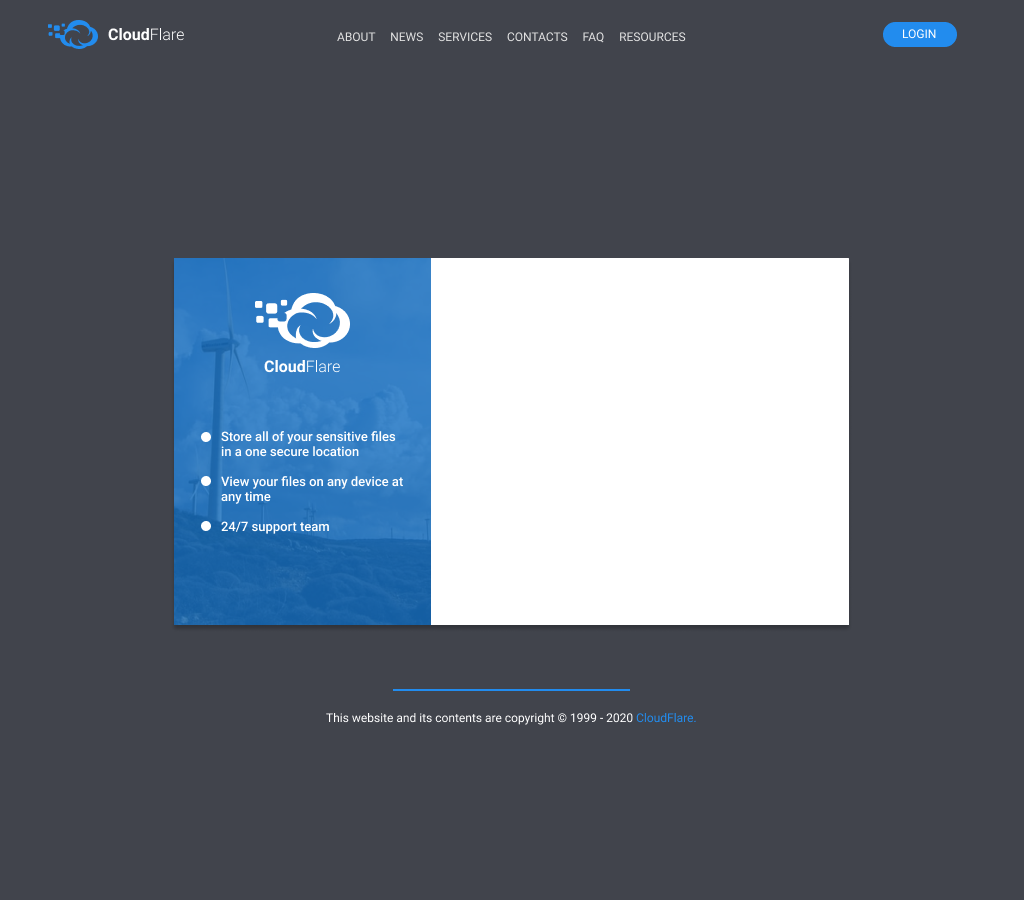 CloudFlare
ABOUT NEWS SERVICES CONTACTS FAQ RESOURCES
LOGIN
CloudFlare
Store all of your sensitive files
in a one secure location
View your files on any device at
any time
24/7 support team
This website and its contents are copyright © 1999 - 2020 CloudFlare.